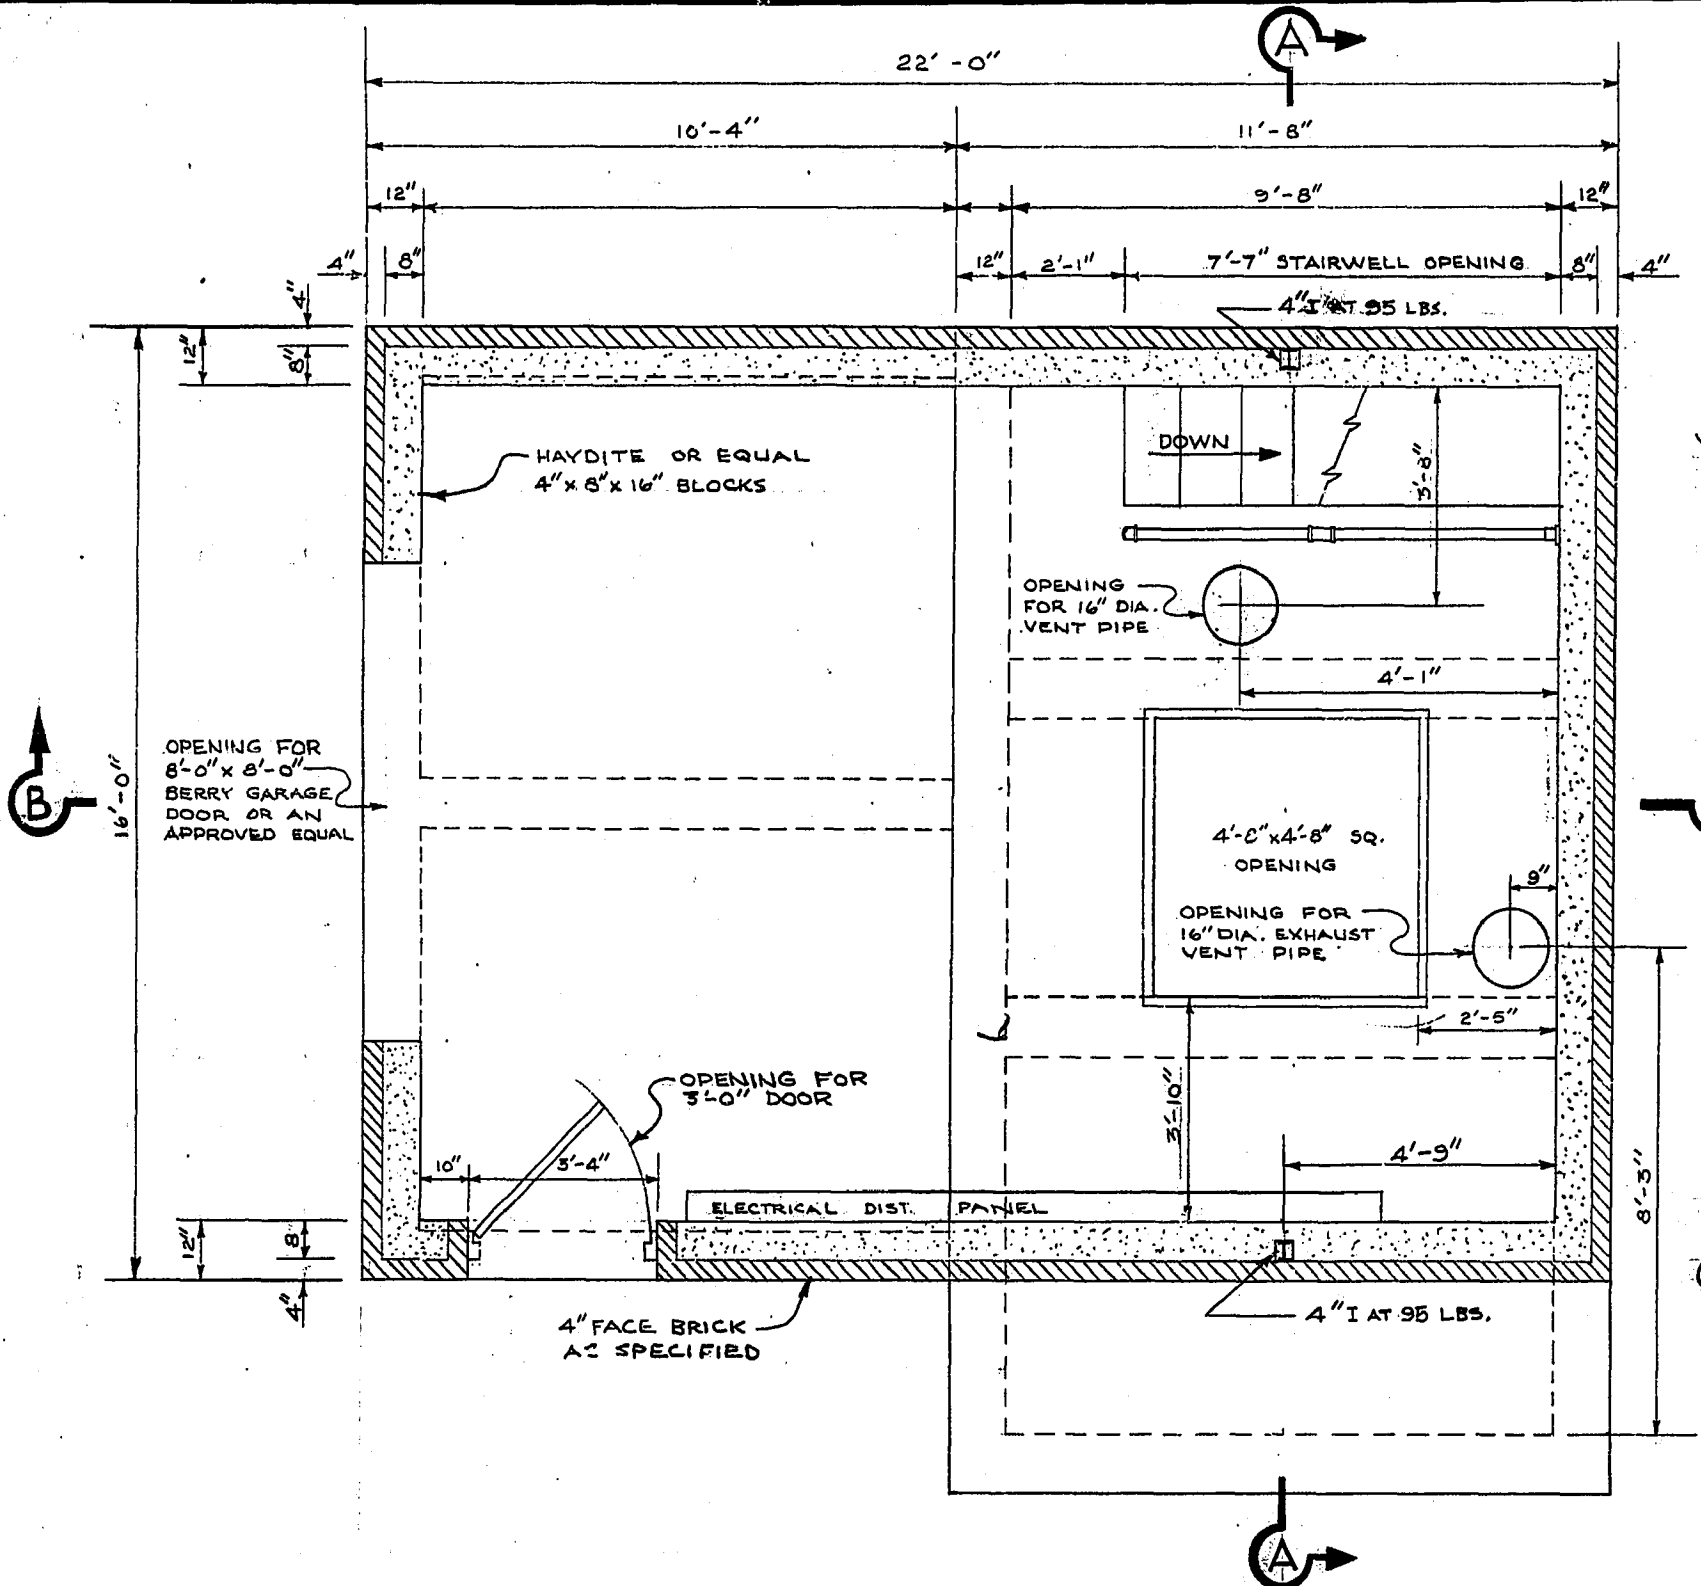 A
22'-0"
10'-4"
11'-8"
12"
9'-8"
12"
4"
8"
12"
2'-1"
7'-7" STAIRWELL OPENING
8"
4"
4"
12"
8"
4" I AT 95 LBS.
HAYDITE OR EQUAL
4" x 8" x 16" BLOCKS
DOWN
3'-8"
OPENING
FOR 16" DIA.
VENT PIPE
4'-1"
OPENING FOR
8'-0" x 8'-0"
BERRY GARAGE
DOOR OR AN
APPROVED EQUAL
B
16'-0"
x4'-8" SQ.
OPENING
9"
OPENING FOR
16" DIA. EXHAUST
VENT PIPE
2'-5"
OPENING FOR
3'-0" DOOR
3'-10"
10"
3'-4"
4'-9"
8'-3"
ELECTRICAL DIST. PANEL
12"
8"
4"
4" FACE BRICK
SPECIFIED
4" I AT 95 LBS.
A